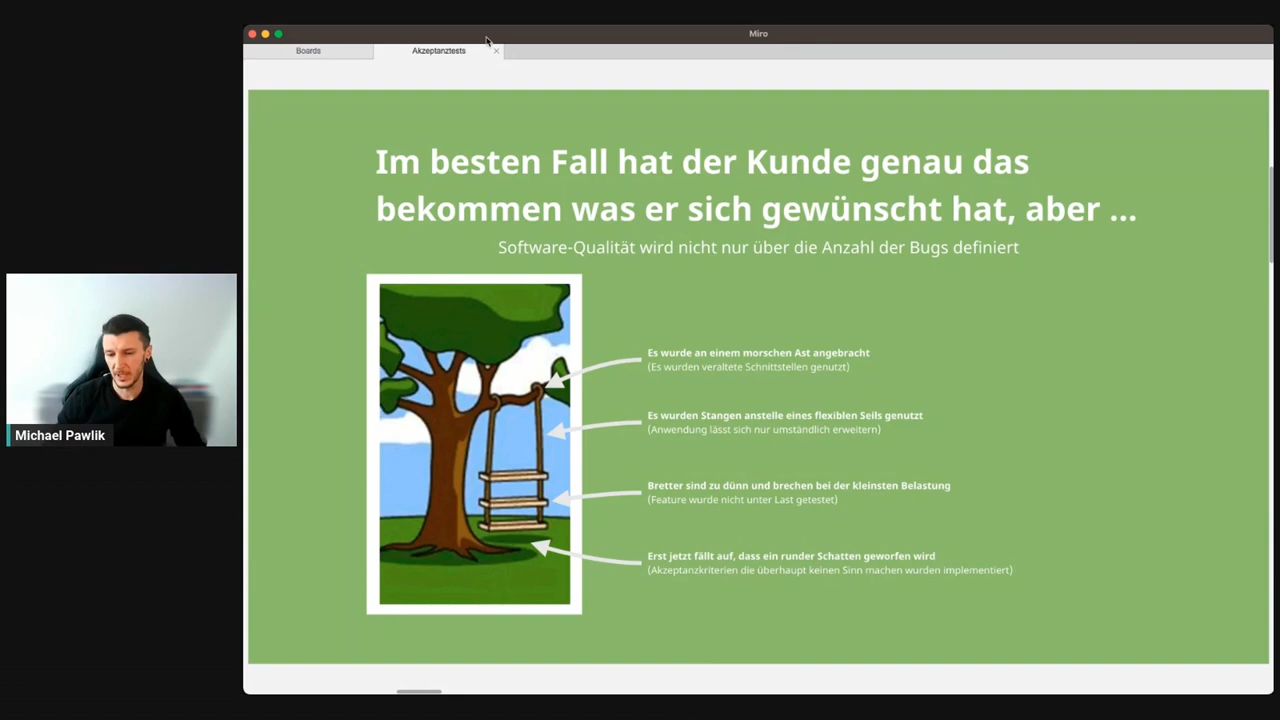 Miro
Boards
Akzeptanztests
Im besten Fall hat der Kunde genau das
bekommen was er sich gewünscht hat, aber ...
Software-Qualität wird nicht nur über die Anzahl der Bugs definiert
Es wurde an einem morschen Ast angebracht
(Es wurden veraltete Schnittstellen genutzt)
Es wurden Stangen anstelle eines flexiblen Seils genutzt
(Anwendung lässt sich nur umständlich erweitern)
Bretter sind zu dünn und brechen bei der kleinsten Belastung
(Feature wurde nicht unter Last getestet)
Erst jetzt fällt auf, dass ein runder Schatten geworfen wird
(Akzeptanzkriterien die überhaupt keinen Sinn machen wurden implementiert)
Michael Pawlik